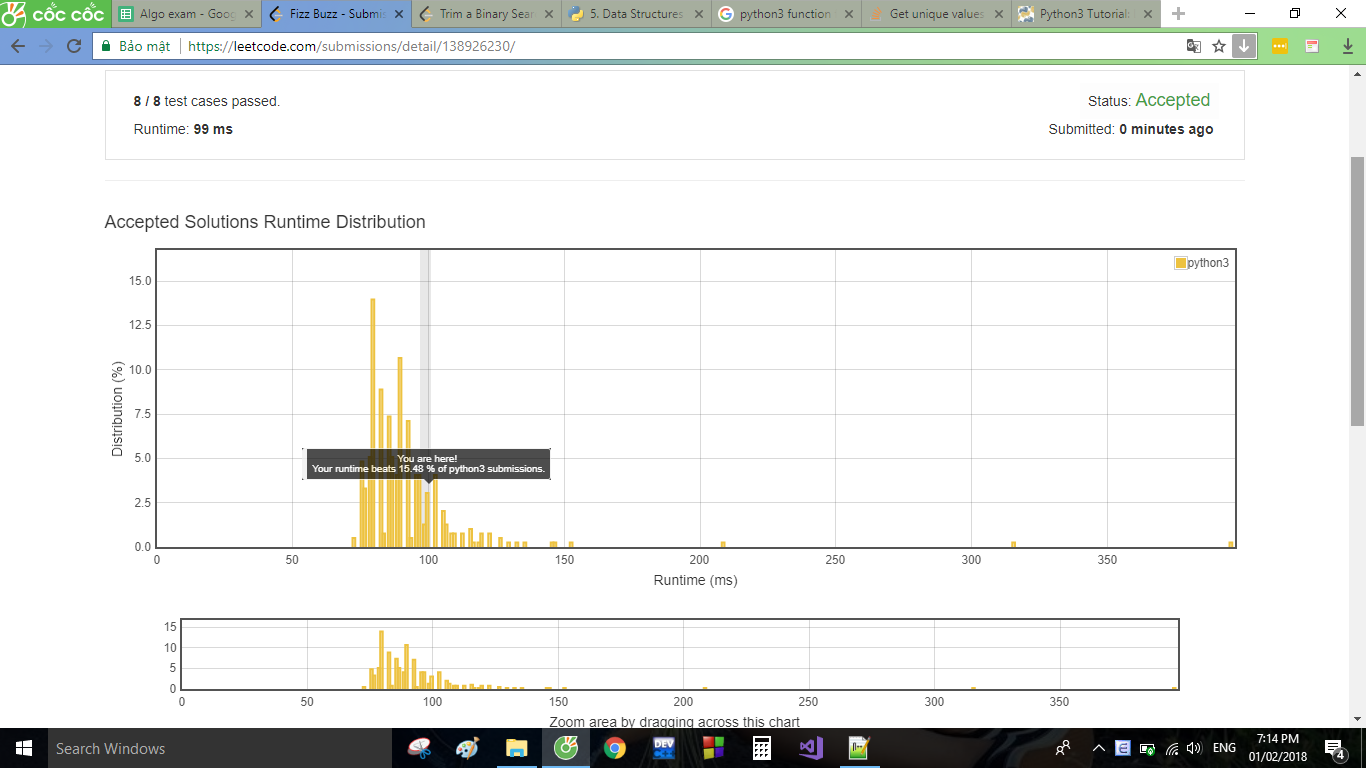 cốc cốc
Algo exam - Goog
Fizz Buzz - Submis
Trim a Binary Sear
5. Data Structures
python3 function
Get unique values
Python3 Tutorial:
Bảo mật
https://leetcode.com/submissions/detail/138926230/
8 / 8 test cases passed.
Status: Accepted
Runtime: 99 ms
Submitted: 0 minutes ago
Accepted Solutions Runtime Distribution
python3
15.0
12.5
10.0
7.5
5.0
2.5
0.0
Distribution (%)
You are here!
Your runtime beats 15.48 % of python3 submissions.
0 50 100 150 200 250 300 350
Runtime (ms)
15
10
5
0
0 50 100 150 200 250 300 350
Zoom area by dragging across this chart
Search Windows
DEV
ENG
7:14 PM
01/02/2018
4